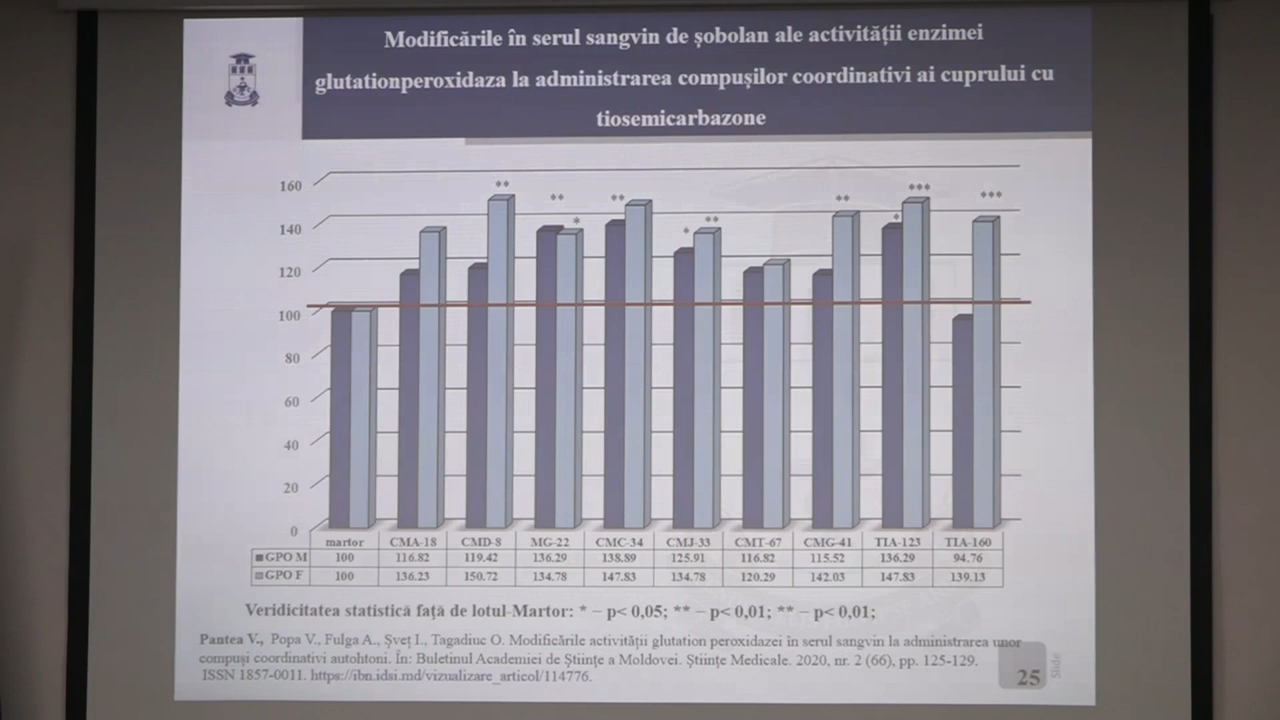 Modificările în serul sangvin de șobolan ale activității enzimei
glutationperoxidaza la administrarea compușilor coordinativi ai cuprului cu
tiosemicarbazone
160
140
120
100
80
60
40
20
0
** ** * ** * ** ** * *** ***
martor CMA-18 CMD-8 MG-22 CMC-34 CMJ-33 CMT-67 CMG-41 TIA-123 TIA-160
GPO M 100 116.82 119.42 136.29 138.89 125.91 116.82 115.52 136.29 94.76
GPO F 100 136.23 150.72 134.78 147.83 134.78 120.29 142.03 147.83 139.13
Veridicitatea statistică față de lotul-Martor: * – p< 0,05; ** – p< 0,01; ** – p< 0,01;
Pantea V., Popa V., Fulga A., Șveț I., Tagadiuc O. Modificările activității glutation peroxidazei în serul sangvin la administrarea unor
compuși coordinativi autohtoni. În: Buletinul Academiei de Științe a Moldovei. Științe Medicale. 2020, nr. 2 (66), pp. 125-129.
ISSN 1857-0011. https://ibn.idsi.md/vizualizare_articol/114776.
25
Slide